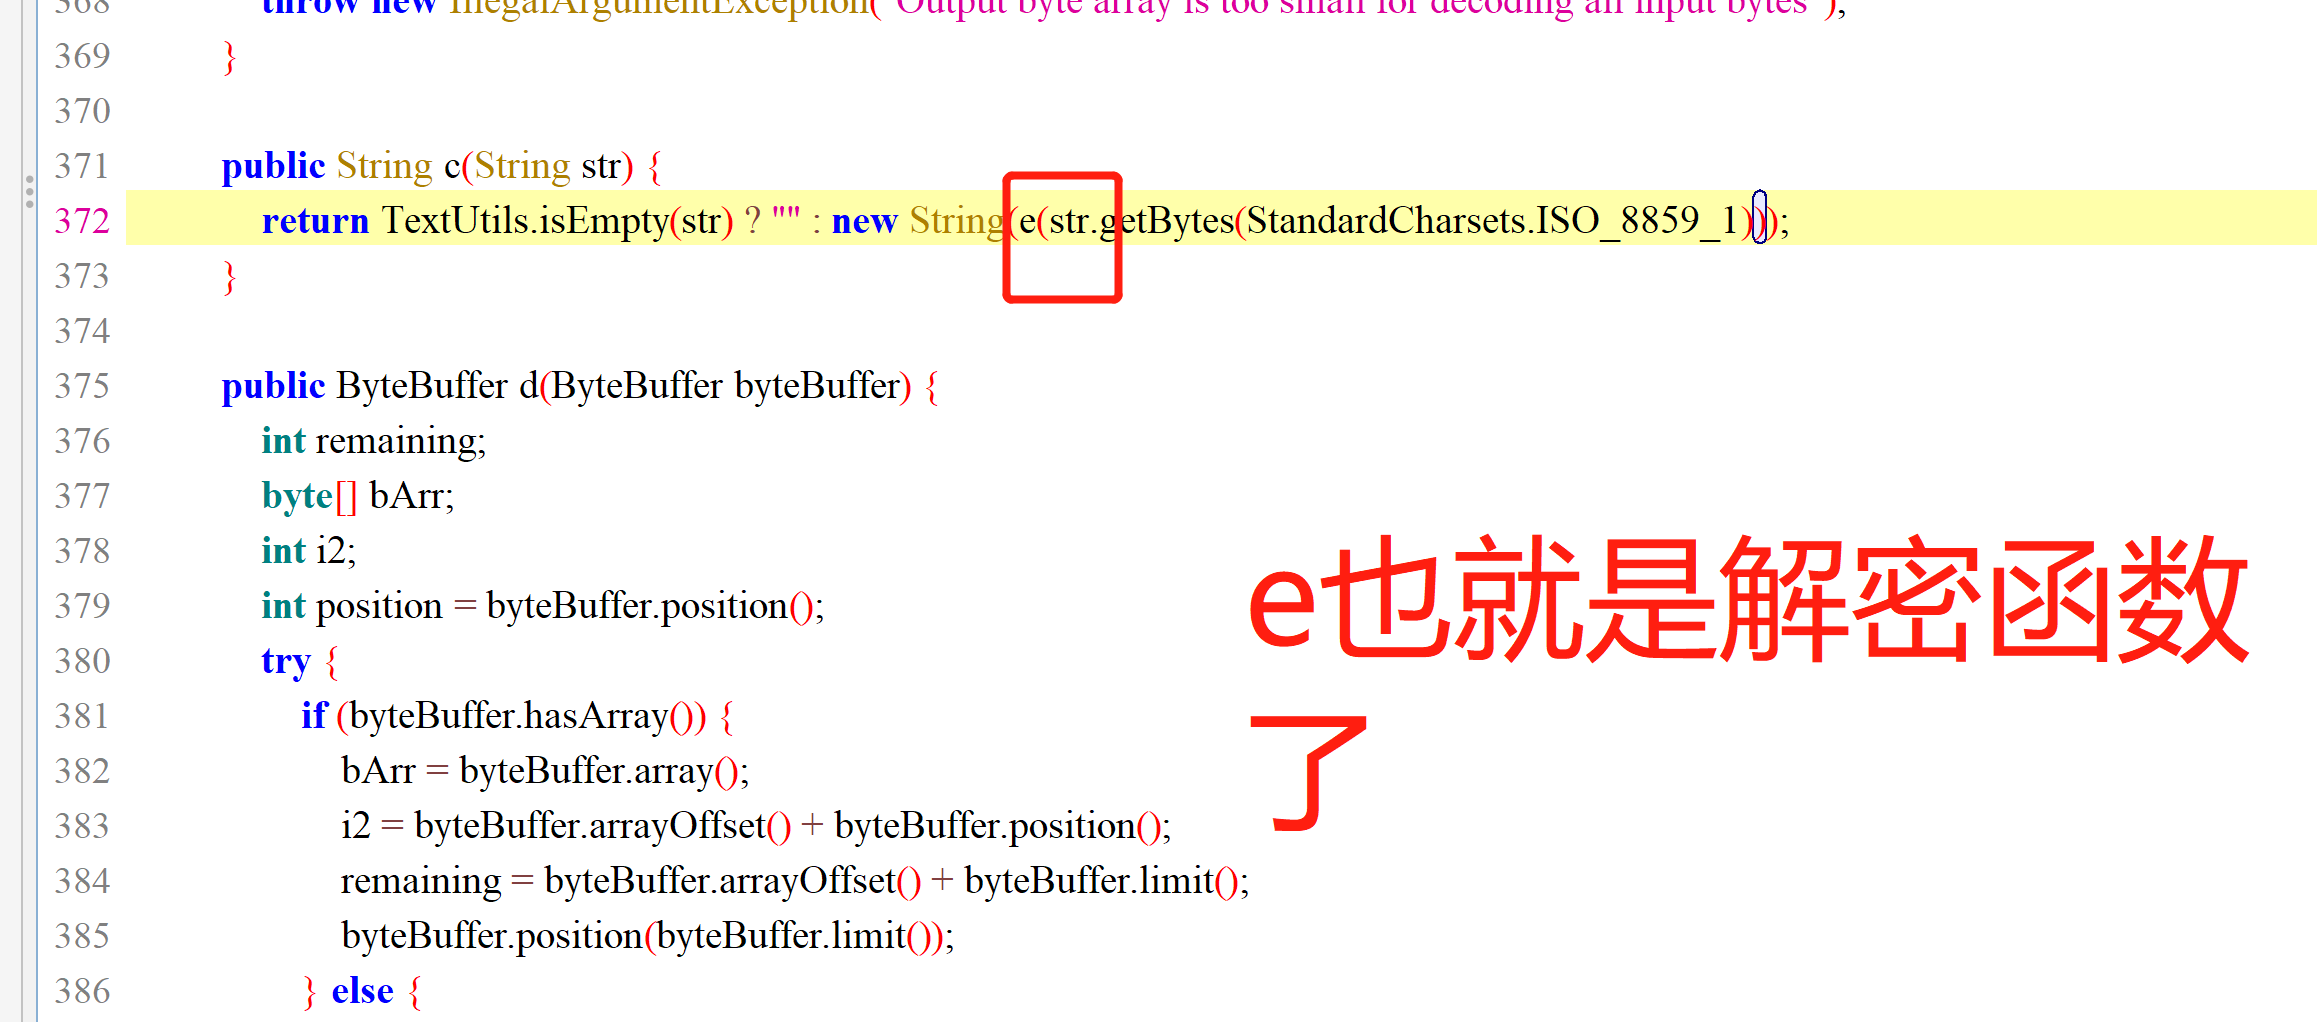 368 throw new IllegalArgumentException("Output byte array is too small for decoding all input bytes");
369 }
370
371 public String c(String str) {
372 return TextUtils.isEmpty(str) ? "" : new String(e(str.getBytes(StandardCharsets.ISO_8859_1)));
373 }
374
375 public ByteBuffer d(ByteBuffer byteBuffer) {
376 int remaining;
377 byte[] bArr;
378 int i2;
379 int position = byteBuffer.position();
380 try {
381 if (byteBuffer.hasArray()) {
382 bArr = byteBuffer.array();
383 i2 = byteBuffer.arrayOffset() + byteBuffer.position();
384 remaining = byteBuffer.arrayOffset() + byteBuffer.limit();
385 byteBuffer.position(byteBuffer.limit());
386 } else {
e也就是解密函数
了